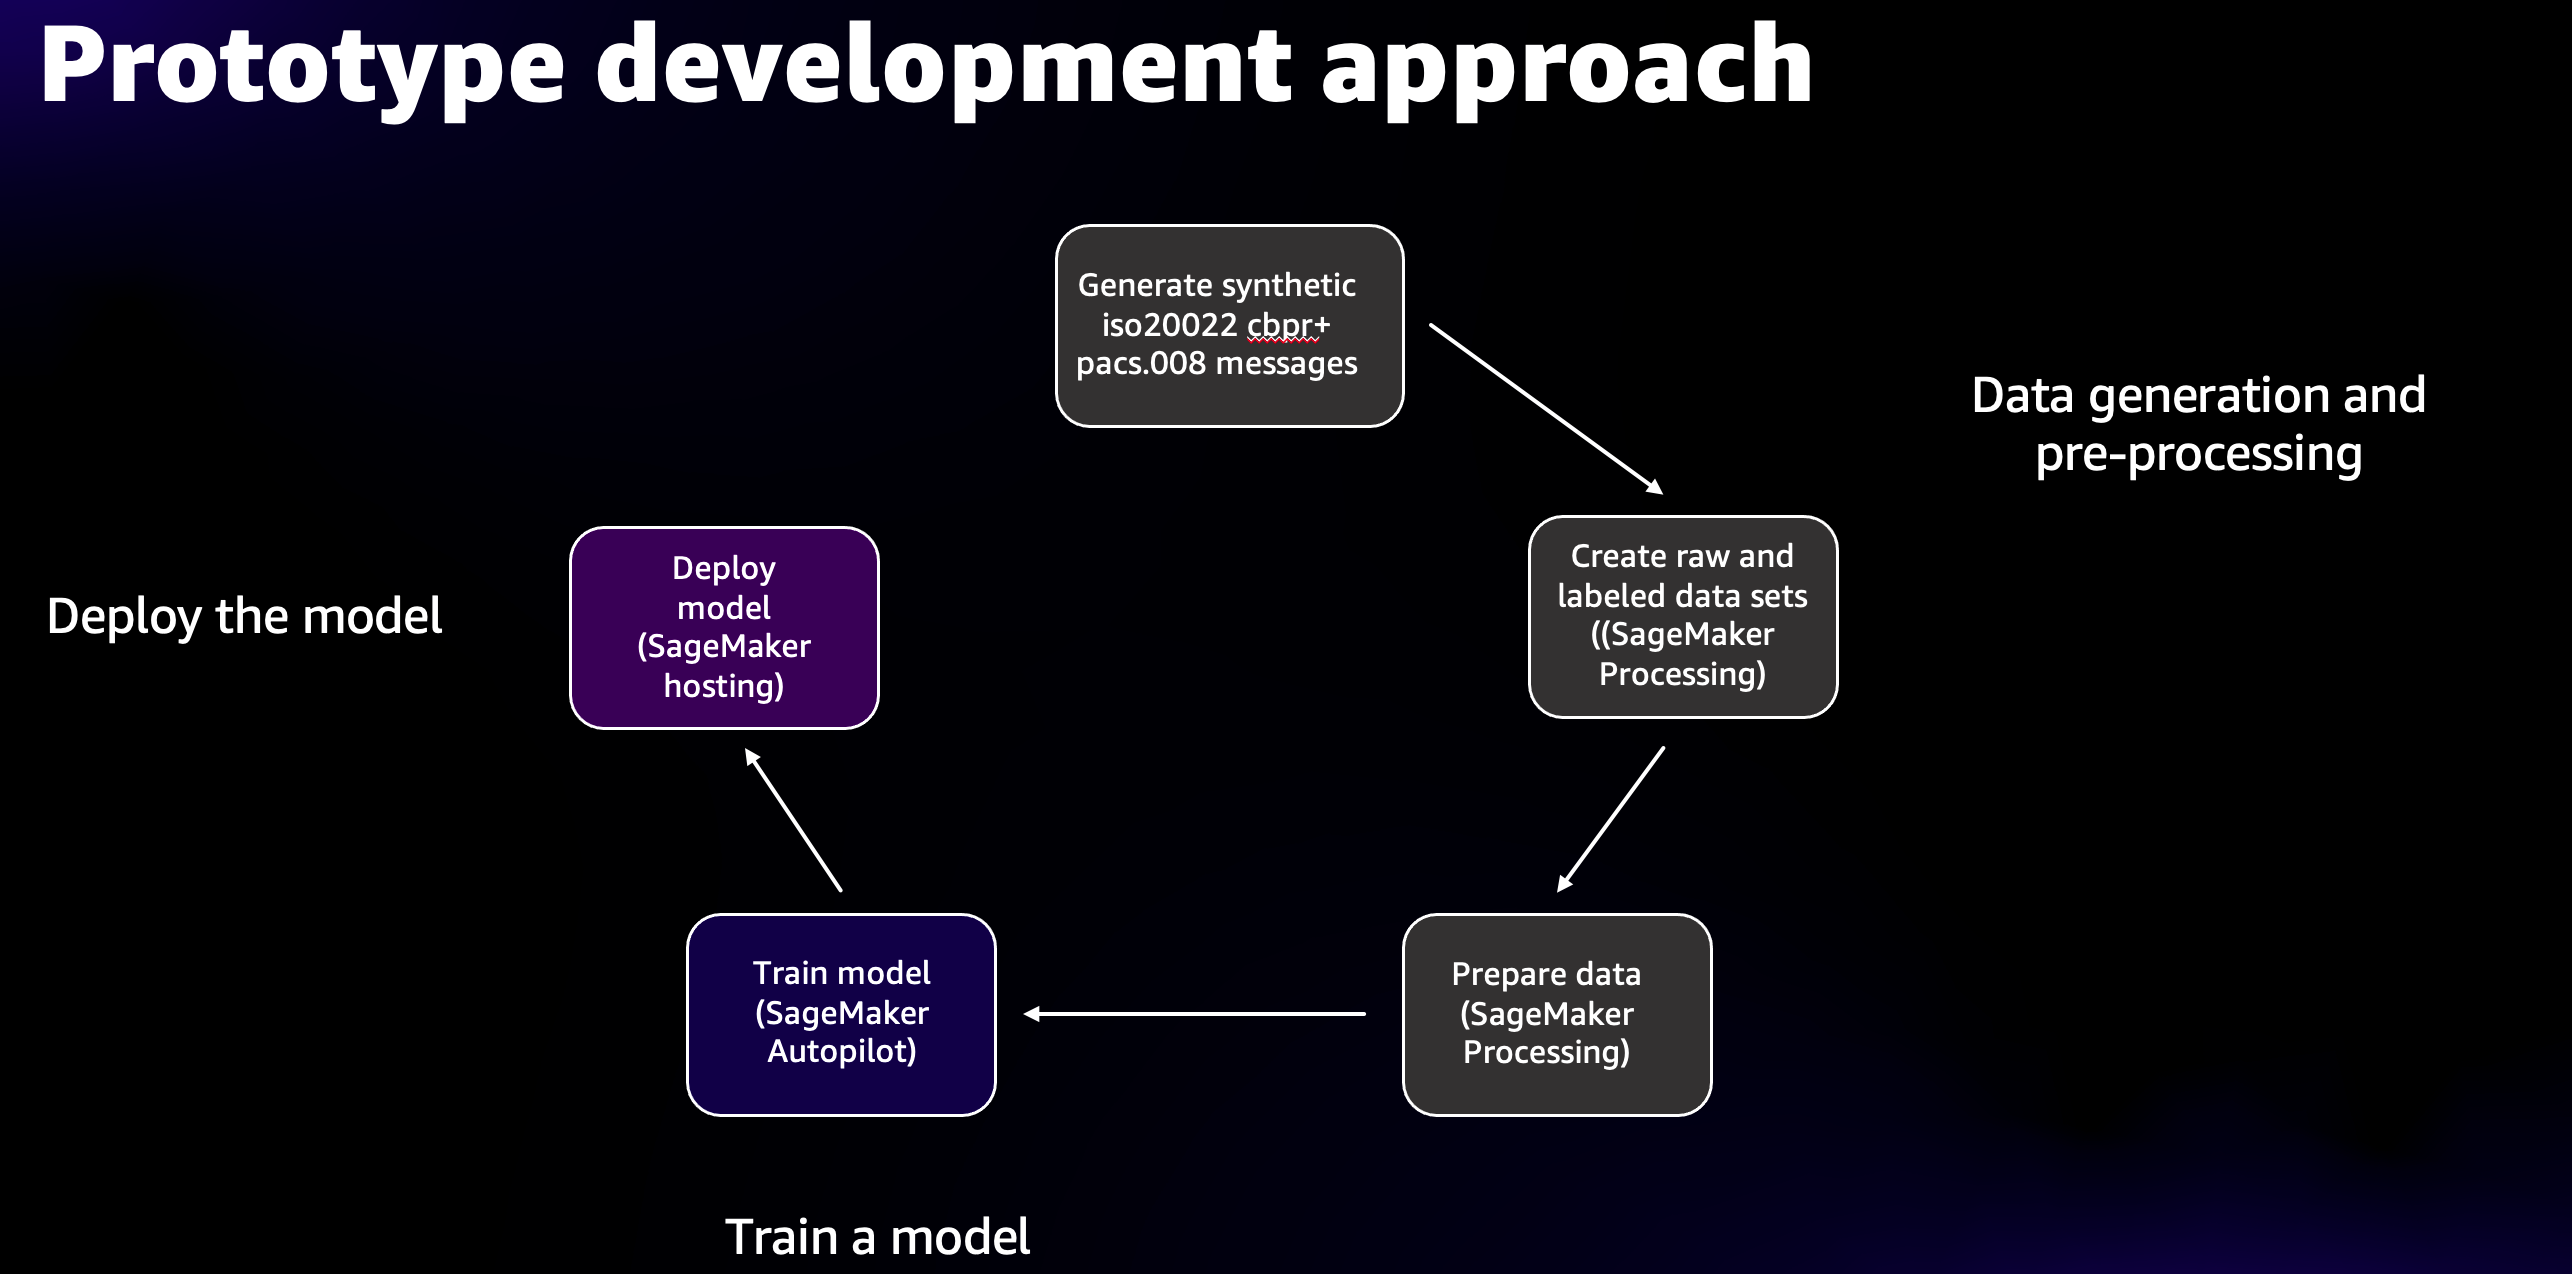 Prototype development approach
Generate synthetic
iso20022 cbpr+
pacs.008 messages
Data generation and
pre-processing
Create raw and
labeled data sets
((SageMaker
Processing)
Prepare data
(SageMaker
Processing)
Train model
(SageMaker
Autopilot)
Train a model
Deploy
model
(SageMaker
hosting)
Deploy the model